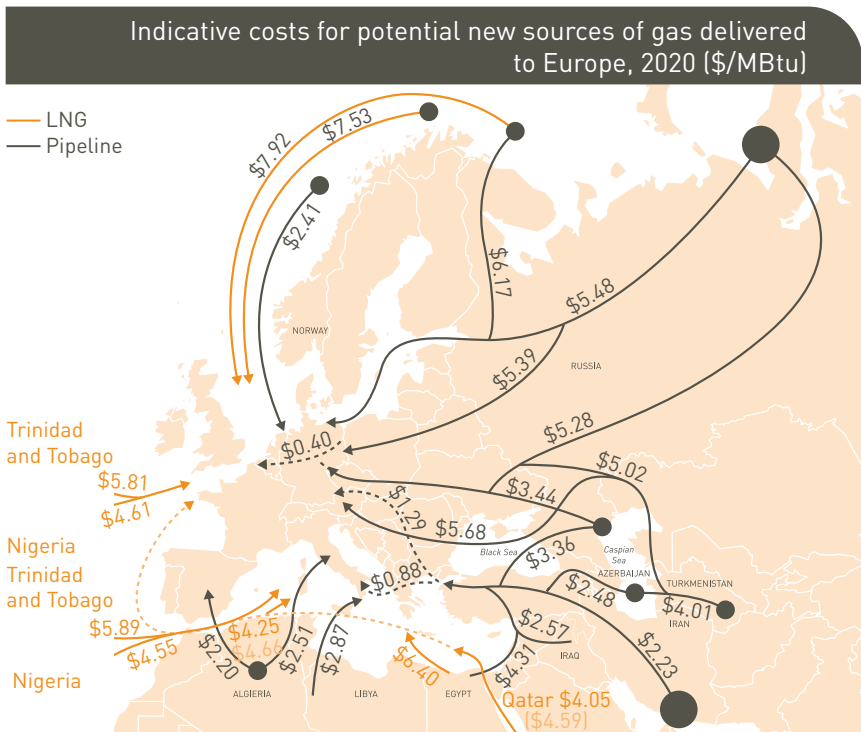 Indicative costs for potential new sources of gas delivered
to Europe, 2020 ($/MBtu)
LNG
Pipeline
$7.92
$7.53
$2.41
$6.17
$5.48
NORWAY
$5.39
RUSSIA
$5.28
$0.40
Trinidad
and Tobago
$5.81
$4.61
$5.02
$3.44
$1.29
$5.68
Black Sea
$3.36
Caspian
Sea
Nigeria
Trinidad
and Tobago
$0.88
AZERBAIJAN
TURKMENISTAN
$2.48
$4.01
IRAN
$5.89
$4.55
$4.25
$4.66
$2.20
$2.51
$2.87
$2.57
$4.31
IRAQ
$2.23
$6.40
Nigeria
ALGIERIA
LIBYA
EGYPT
Qatar $4.05
($4.59)